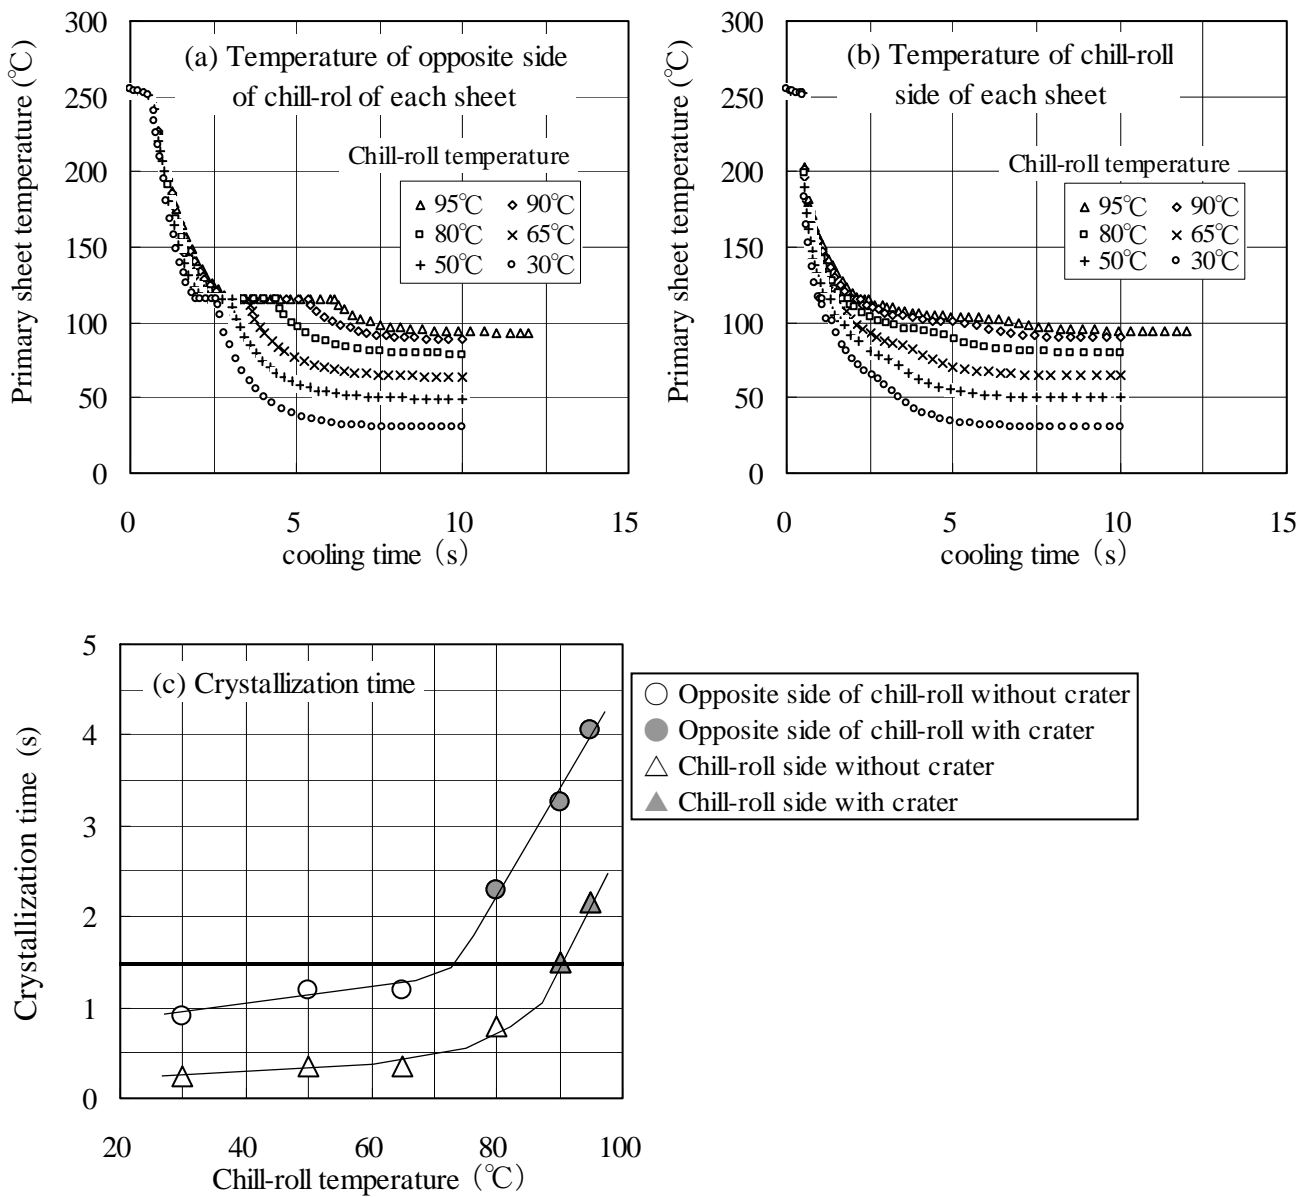 (a) Temperature of opposite side
of chill-rol of each sheet
Primary sheet temperature (℃)
300
250
200
150
100
50
0
Chill-roll temperature
95℃ 90℃
80℃ 65℃
50℃ 30℃
0 5 10 15
cooling time (s)
(b) Temperature of chill-roll
side of each sheet
Primary sheet temperature (℃)
300
250
200
150
100
50
0
Chill-roll temperature
95℃ 90℃
80℃ 65℃
50℃ 30℃
0 5 10 15
cooling time (s)
(c) Crystallization time
Crystallization time (s)
5
4
3
2
1
0
20 40 60 80 100
Chill-roll temperature (℃)
Opposite side of chill-roll without crater
Opposite side of chill-roll with crater
Chill-roll side without crater
Chill-roll side with crater